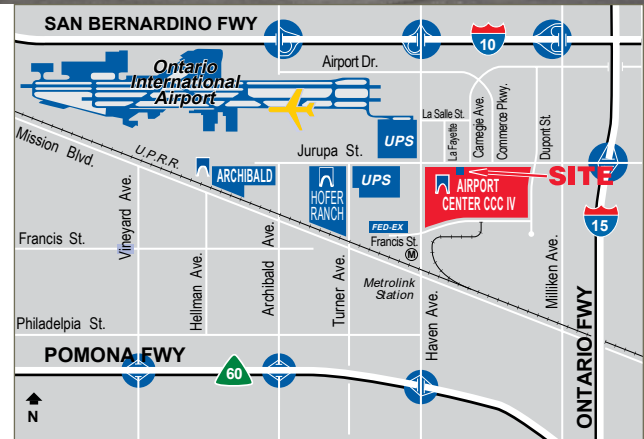 SAN BERNARDINO FWY
10
Airport Dr.
Ontario
International
Airport
La Salle St.
La Fayette
Carnegie Ave.
Commerce Pkwy.
Dupont St.
UPS
Mission Blvd.
U.P.R.R.
Jurupa St.
ARCHIBALD
HOFER
RANCH
UPS
AIRPORT
CENTER CCC IV
SITE
15
FED-EX
Francis St.
Francis St.
M
Metrolink
Station
Vineyard Ave.
Hellman Ave.
Archibald Ave.
Turner Ave.
Haven Ave.
Milliken Ave.
ONTARIO FWY
Philadelpia St.
POMONA FWY
60
N